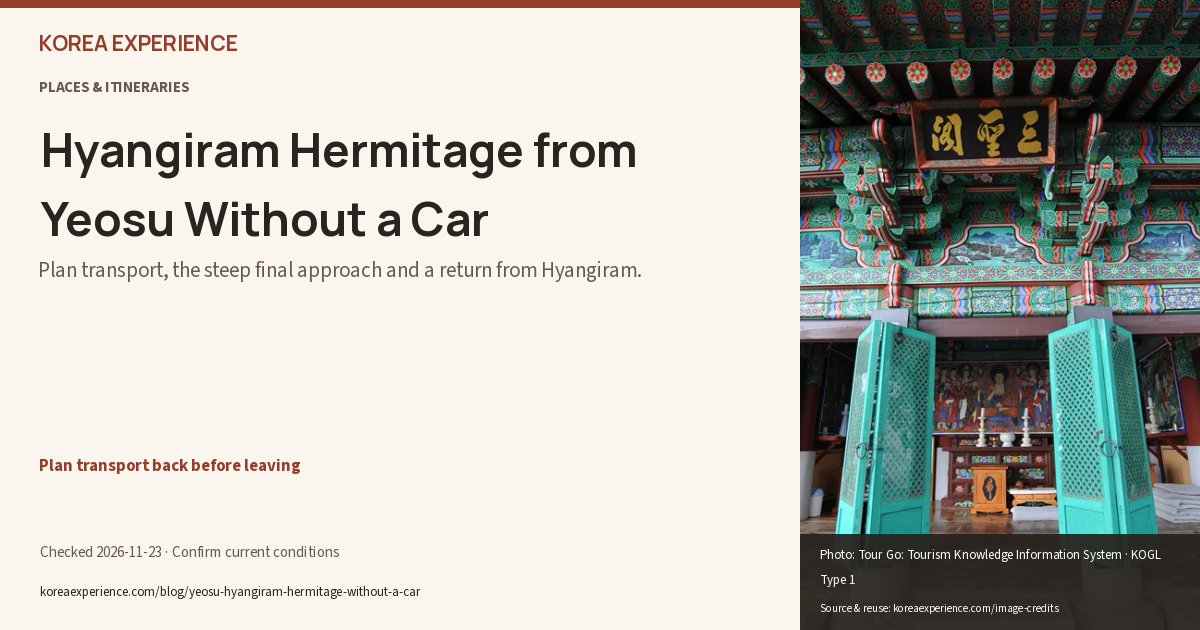 KOREA EXPERIENCE
PLACES & ITINERARIES
Hyangiram Hermitage from
Yeosu Without a Car
Plan transport, the steep final approach and a return from Hyangiram.
Plan transport back before leaving
Checked 2026-11-23 · Confirm current conditions
koreaexperience.com/blog/yeosu-hyangiram-hermitage-without-a-car
閣聖三
Photo: Tour Go: Tourism Knowledge Information System · KOGL
Type 1
Source & reuse: koreaexperience.com/image-credits